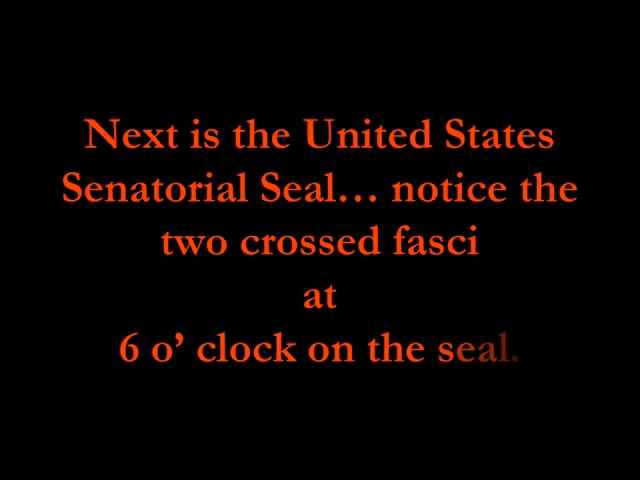 Next is the United States
Senatorial Seal… notice the
two crossed fasci
at
6 o’ clock on the seal.